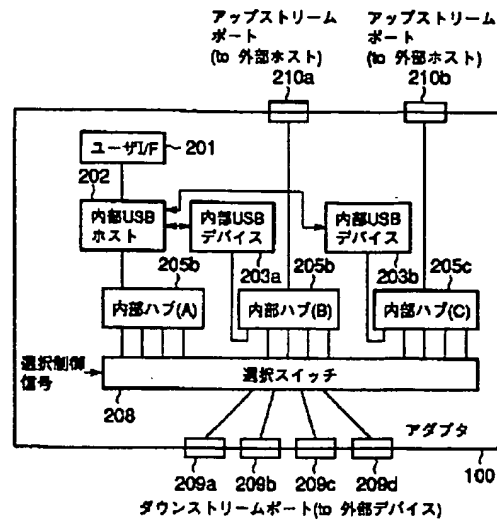 アップストリーム
ポート
(to 外部ホスト)
210a
アップストリーム
ポート
(to 外部ホスト)
210b
ユーザI/F
201
202
内部USB
ホスト
内部USB
デバイス
203a
内部USB
デバイス
203b
205b
内部ハブ(A)
205b
内部ハブ(B)
205c
内部ハブ(C)
選択制御
信号
選択スイッチ
208
アダプタ
209a
209b
209c
209d
100
ダウンストリームポート(to 外部デバイス)